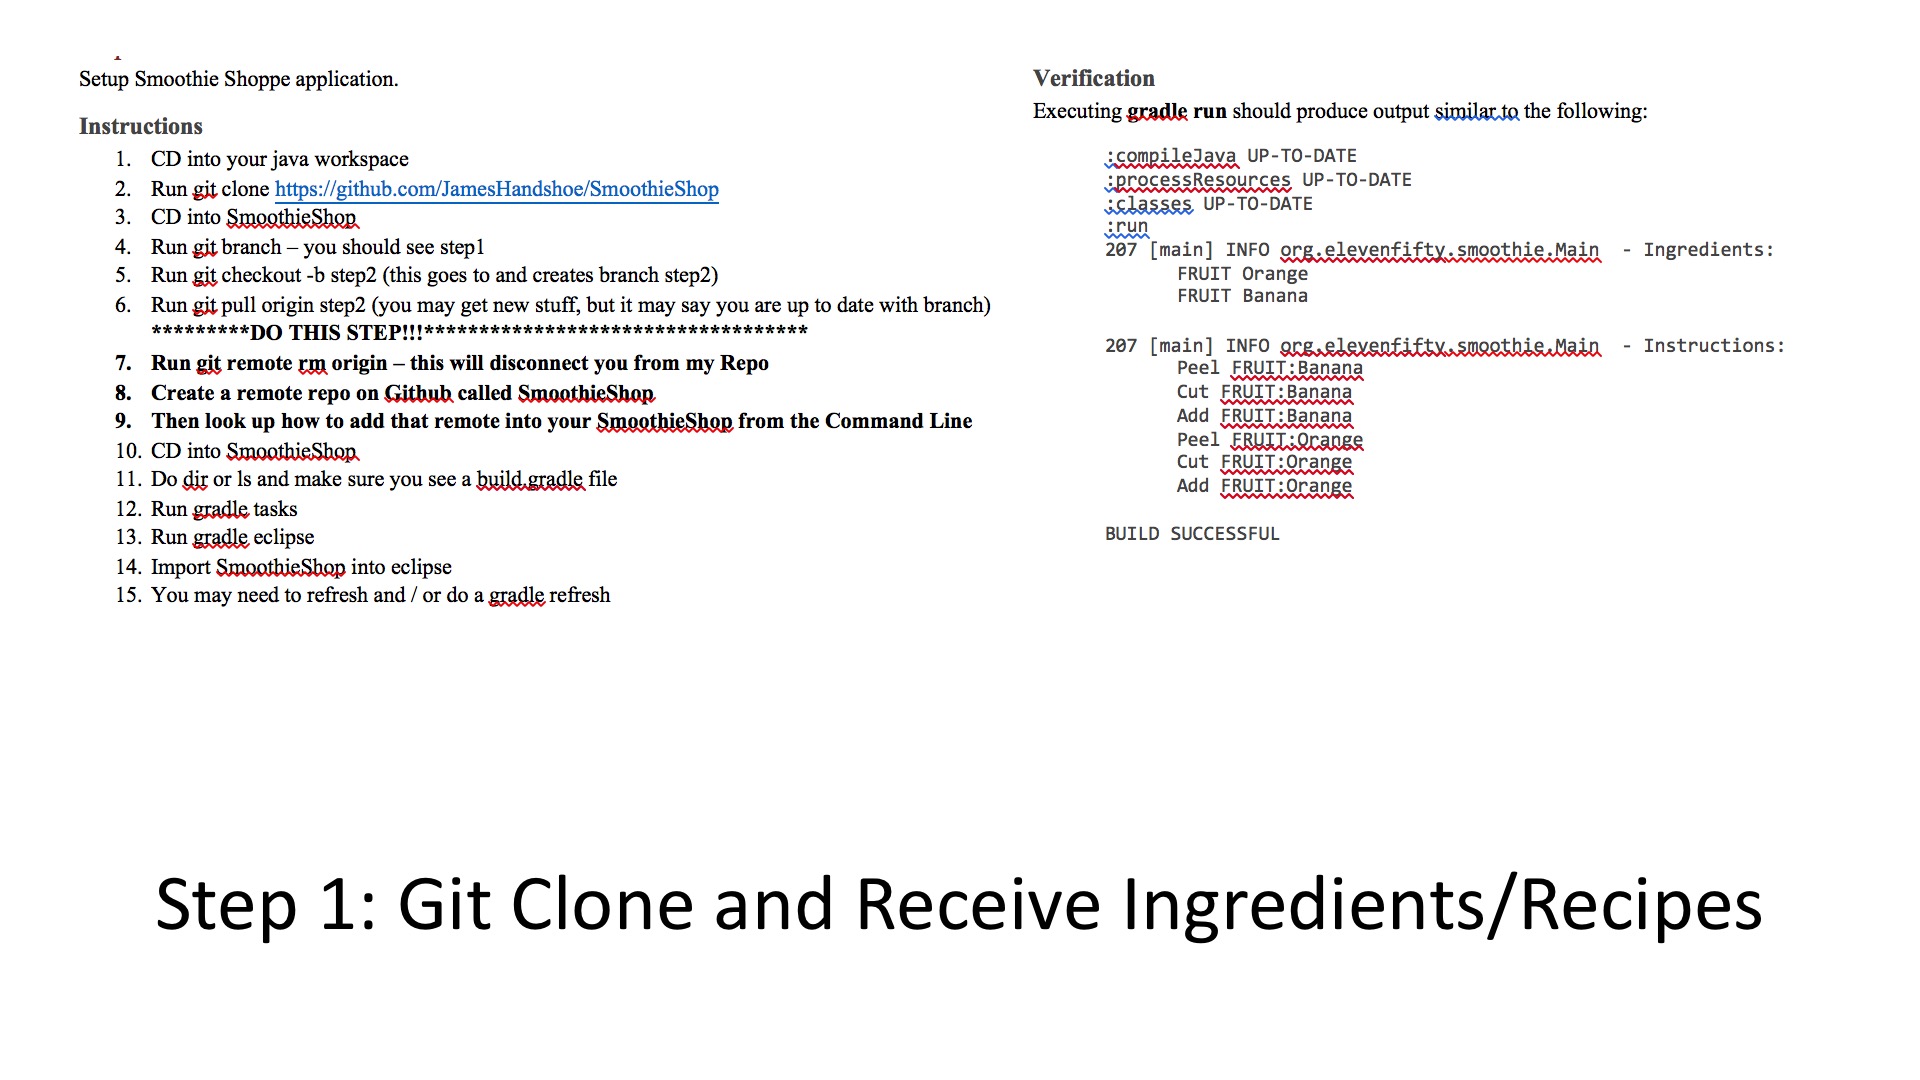 Setup Smoothie Shoppe application.
Instructions
1. CD into your java workspace
2. Run git clone https://github.com/JamesHandshoe/SmoothieShop
3. CD into SmoothieShop
4. Run git branch – you should see step1
5. Run git checkout -b step2 (this goes to and creates branch step2)
6. Run git pull origin step2 (you may get new stuff, but it may say you are up to date with branch)
*********DO THIS STEP!!!***********************************
7. Run git remote rm origin – this will disconnect you from my Repo
8. Create a remote repo on Github called SmoothieShop
9. Then look up how to add that remote into your SmoothieShop from the Command Line
10. CD into SmoothieShop
11. Do dir or ls and make sure you see a build.gradle file
12. Run gradle tasks
13. Run gradle eclipse
14. Import SmoothieShop into eclipse
15. You may need to refresh and / or do a gradle refresh
Verification
Executing gradle run should produce output similar to the following:
:compileJava UP-TO-DATE
:processResources UP-TO-DATE
:classes UP-TO-DATE
:run
207 [main] INFO org.elevenfifty.smoothie.Main - Ingredients:
FRUIT Orange
FRUIT Banana
207 [main] INFO org.elevenfifty.smoothie.Main - Instructions:
Peel FRUIT:Banana
Cut FRUIT:Banana
Add FRUIT:Banana
Peel FRUIT:Orange
Cut FRUIT:Orange
Add FRUIT:Orange
BUILD SUCCESSFUL
Step 1: Git Clone and Receive Ingredients/Recipes